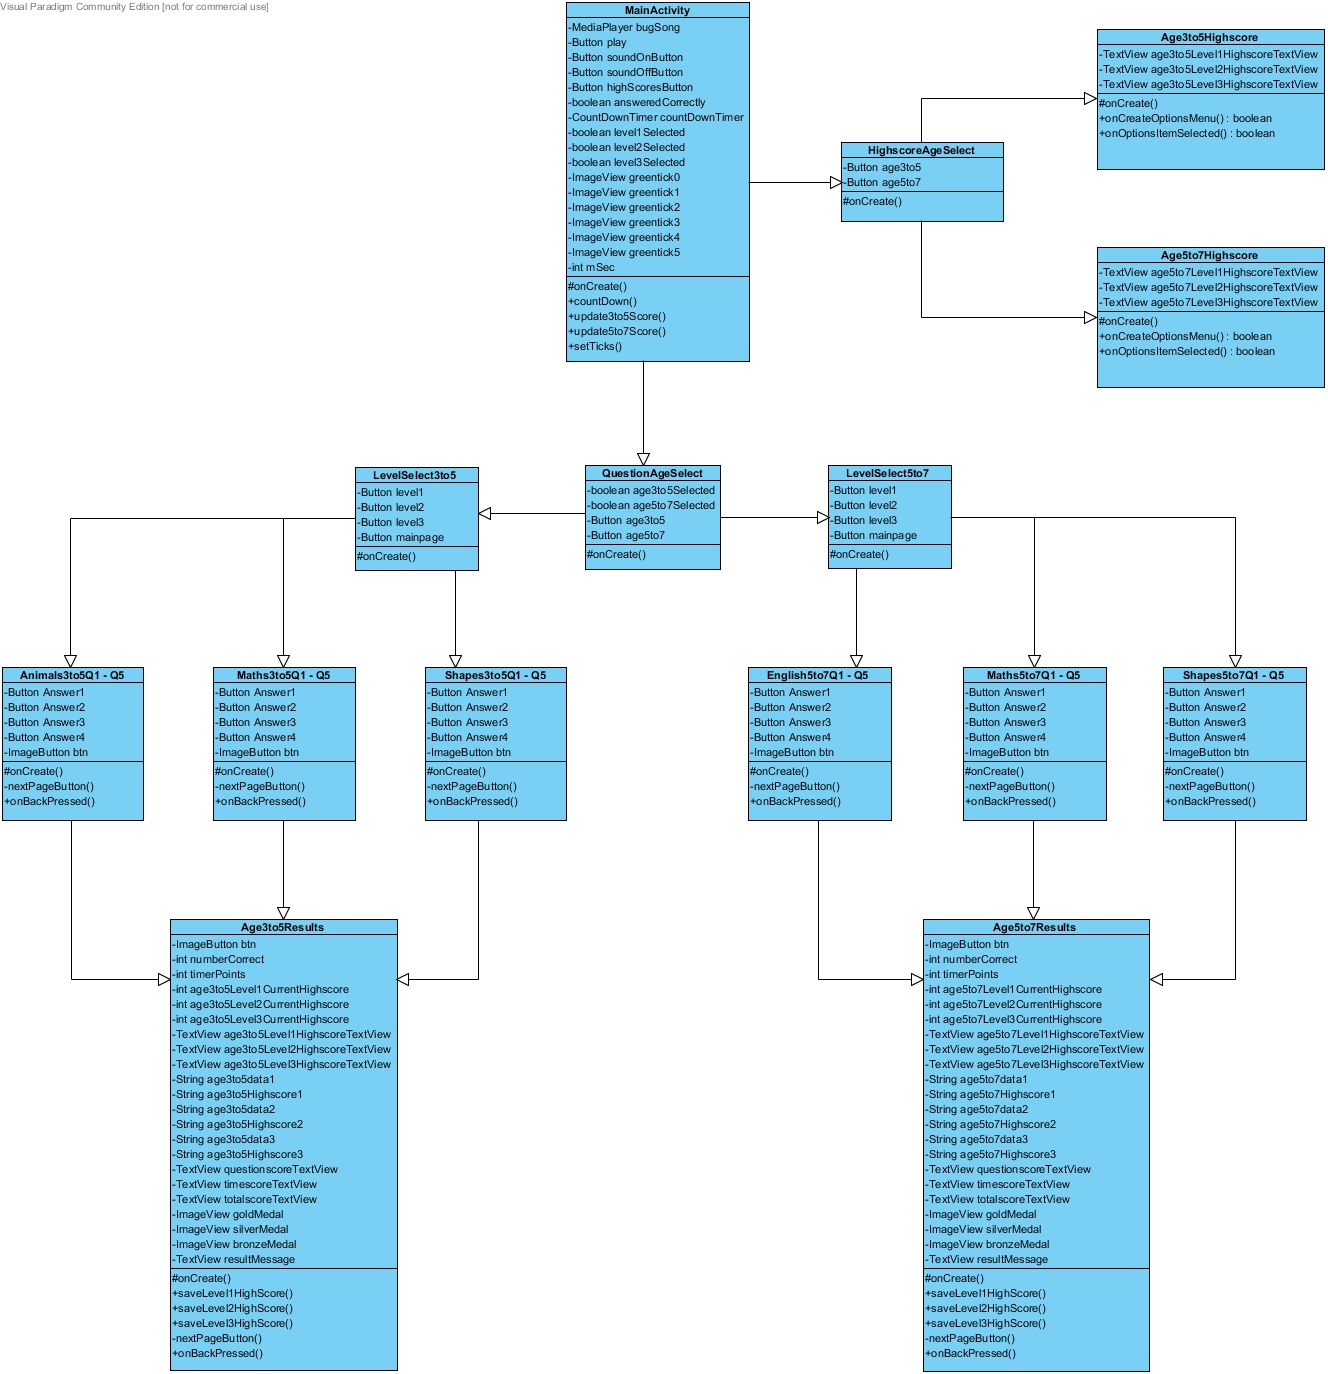 Visual Paradigm Community Edition [not for commercial use]
MainActivity
-MediaPlayer bugSong
-Button play
-Button soundOnButton
-Button soundOffButton
-Button highScoresButton
-boolean answeredCorrectly
-CountDownTimer countDownTimer
-boolean level1Selected
-boolean level2Selected
-boolean level3Selected
-ImageView greentick0
-ImageView greentick1
-ImageView greentick2
-ImageView greentick3
-ImageView greentick4
-ImageView greentick5
-int mSec
#onCreate()
+countDown()
+update3to5Score()
+update5to7Score()
+setTicks()
HighscoreAgeSelect
-Button age3to5
-Button age5to7
#onCreate()
Age3to5Highscore
-TextView age3to5Level1HighscoreTextView
-TextView age3to5Level2HighscoreTextView
-TextView age3to5Level3HighscoreTextView
#onCreate()
+onCreateOptionsMenu() : boolean
+onOptionsItemSelected() : boolean
Age5to7Highscore
-TextView age5to7Level1HighscoreTextView
-TextView age5to7Level2HighscoreTextView
-TextView age5to7Level3HighscoreTextView
#onCreate()
+onCreateOptionsMenu() : boolean
+onOptionsItemSelected() : boolean
LevelSelect3to5
-Button level1
-Button level2
-Button level3
-Button mainpage
#onCreate()
QuestionAgeSelect
-boolean age3to5Selected
-boolean age5to7Selected
-Button age3to5
-Button age5to7
#onCreate()
LevelSelect5to7
-Button level1
-Button level2
-Button level3
-Button mainpage
#onCreate()
Animals3to5Q1 - Q5
-Button Answer1
-Button Answer2
-Button Answer3
-Button Answer4
-ImageButton btn
#onCreate()
-nextPageButton()
+onBackPressed()
Maths3to5Q1 - Q5
-Button Answer1
-Button Answer2
-Button Answer3
-Button Answer4
-ImageButton btn
#onCreate()
-nextPageButton()
+onBackPressed()
Shapes3to5Q1 - Q5
-Button Answer1
-Button Answer2
-Button Answer3
-Button Answer4
-ImageButton btn
#onCreate()
-nextPageButton()
+onBackPressed()
English5to7Q1 - Q5
-Button Answer1
-Button Answer2
-Button Answer3
-Button Answer4
-ImageButton btn
#onCreate()
-nextPageButton()
+onBackPressed()
Maths5to7Q1 - Q5
-Button Answer1
-Button Answer2
-Button Answer3
-Button Answer4
-ImageButton btn
#onCreate()
-nextPageButton()
+onBackPressed()
Shapes5to7Q1 - Q5
-Button Answer1
-Button Answer2
-Button Answer3
-Button Answer4
-ImageButton btn
#onCreate()
-nextPageButton()
+onBackPressed()
Age3to5Results
-ImageButton btn
-int numberCorrect
-int timerPoints
-int age3to5Level1CurrentHighscore
-int age3to5Level2CurrentHighscore
-int age3to5Level3CurrentHighscore
-TextView age3to5Level1HighscoreTextView
-TextView age3to5Level2HighscoreTextView
-TextView age3to5Level3HighscoreTextView
-String age3to5data1
-String age3to5Highscore1
-String age3to5data2
-String age3to5Highscore2
-String age3to5data3
-String age3to5Highscore3
-TextView questionscoreTextView
-TextView timescoreTextView
-TextView totalscoreTextView
-ImageView goldMedal
-ImageView silverMedal
-ImageView bronzeMedal
-TextView resultMessage
#onCreate()
+saveLevel1HighScore()
+saveLevel2HighScore()
+saveLevel3HighScore()
-nextPageButton()
+onBackPressed()
Age5to7Results
-ImageButton btn
-int numberCorrect
-int timerPoints
-int age5to7Level1CurrentHighscore
-int age5to7Level2CurrentHighscore
-int age5to7Level3CurrentHighscore
-TextView age5to7Level1HighscoreTextView
-TextView age5to7Level2HighscoreTextView
-TextView age5to7Level3HighscoreTextView
-String age5to7data1
-String age5to7Highscore1
-String age5to7data2
-String age5to7Highscore2
-String age5to7data3
-String age5to7Highscore3
-TextView questionscoreTextView
-TextView timescoreTextView
-TextView totalscoreTextView
-ImageView goldMedal
-ImageView silverMedal
-ImageView bronzeMedal
-TextView resultMessage
#onCreate()
+saveLevel1HighScore()
+saveLevel2HighScore()
+saveLevel3HighScore()
-nextPageButton()
+onBackPressed()